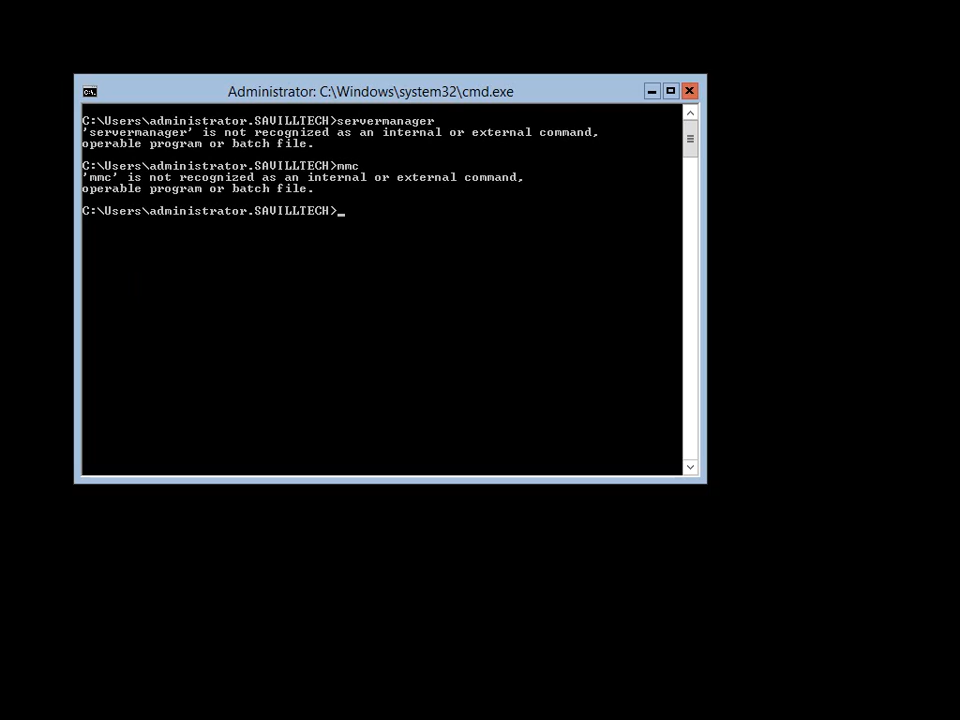 Administrator: C:\Windows\system32\cmd.exe
C:\Users\administrator.SAVILLTECH>servermanager
'servermanager' is not recognized as an internal or external command,
operable program or batch file.
C:\Users\administrator.SAVILLTECH>mmc
'mmc' is not recognized as an internal or external command,
operable program or batch file.
C:\Users\administrator.SAVILLTECH>_